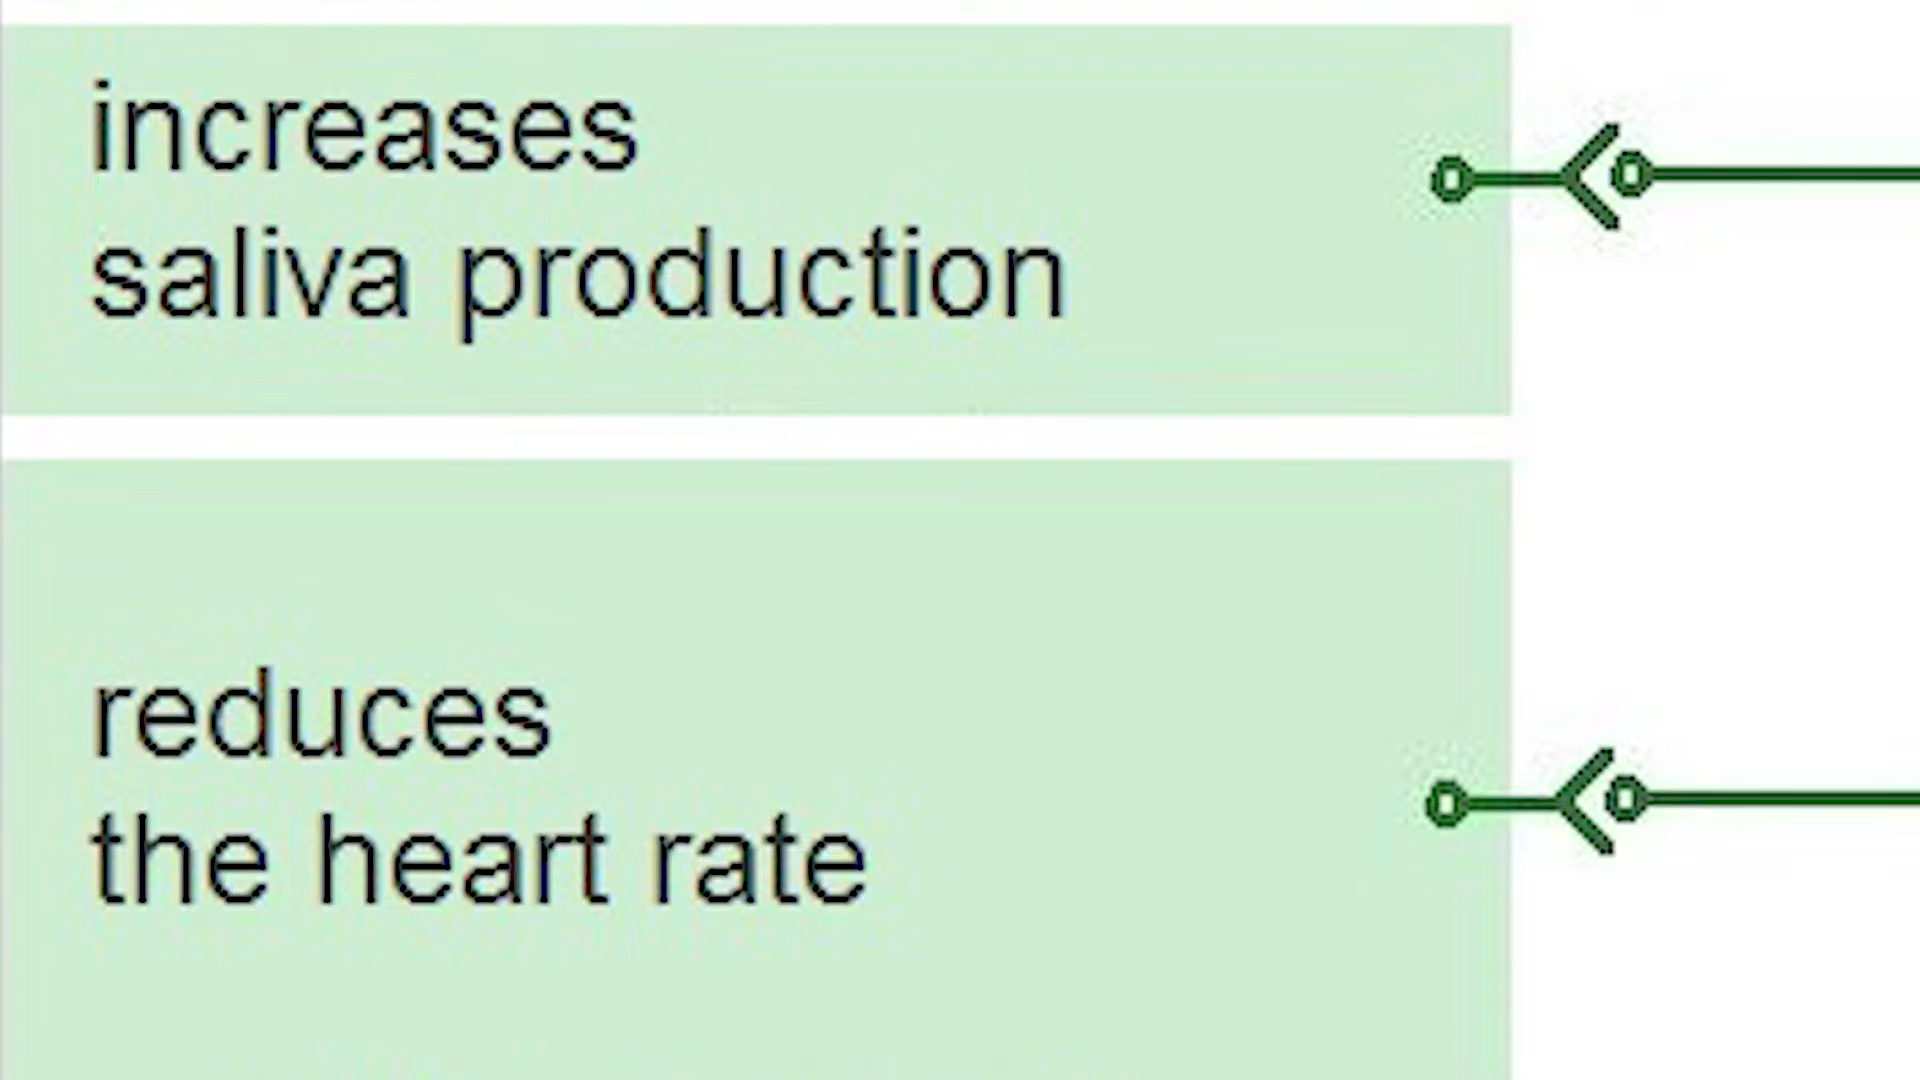 increases
saliva production
reduces
the heart rate